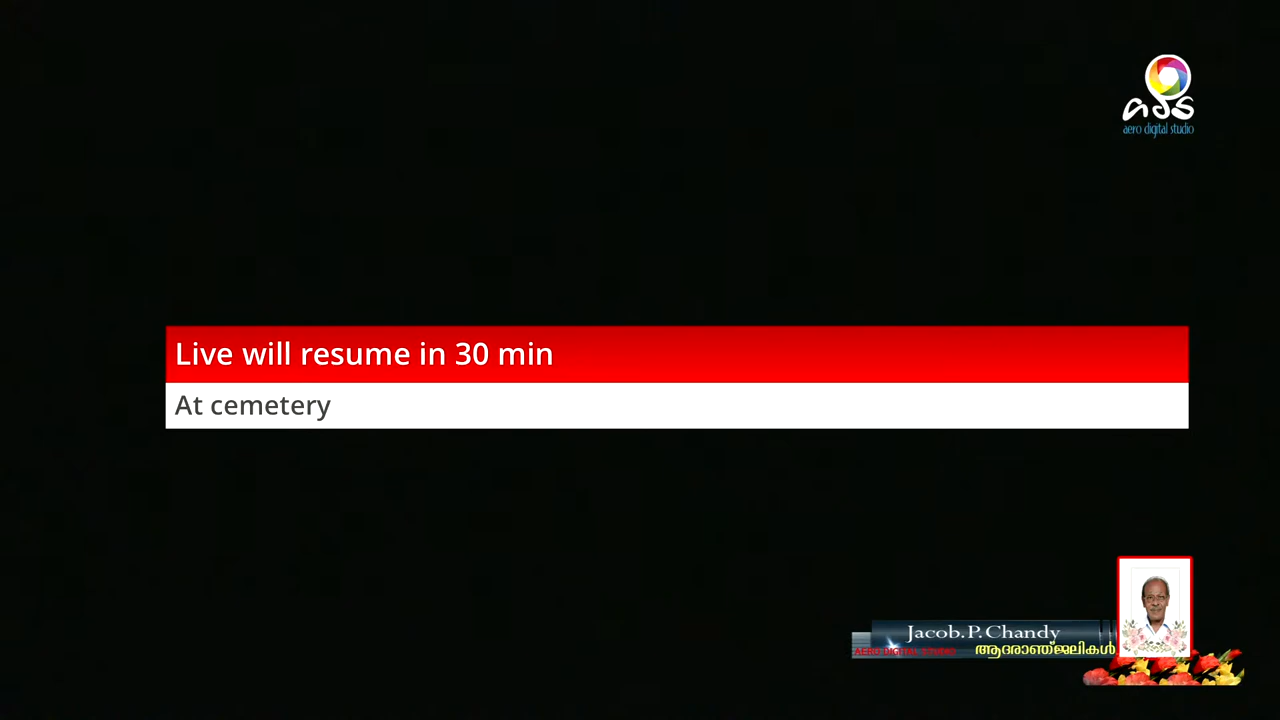 aero digital studio
Live will resume in 30 min
At cemetery
Jacob.P.Chandy
AERO DIGITAL STUDIO
ആദരാഞ്ജലികൾ